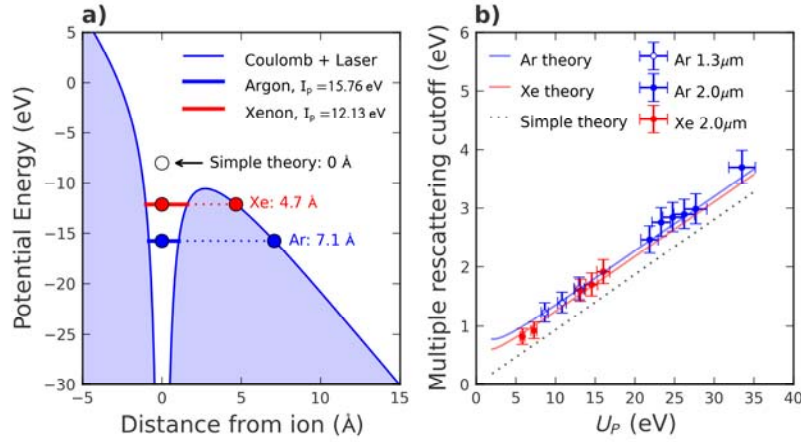 a)
Potential Energy (eV)
10
5
0
−5
−10
−15
−20
−25
−30
Coulomb + Laser
Argon, I_p=15.76 eV
Xenon, I_p=12.13 eV
Simple theory: 0 Å
Xe: 4.7 Å
Ar: 7.1 Å
−5 0 5 10 15
Distance from ion (Å)
b)
Multiple rescattering cutoff (eV)
6
5
4
3
2
1
0
Ar theory
Xe theory
Simple theory
Ar 1.3μm
Ar 2.0μm
Xe 2.0μm
0 5 10 15 20 25 30 35 40
U_P (eV)